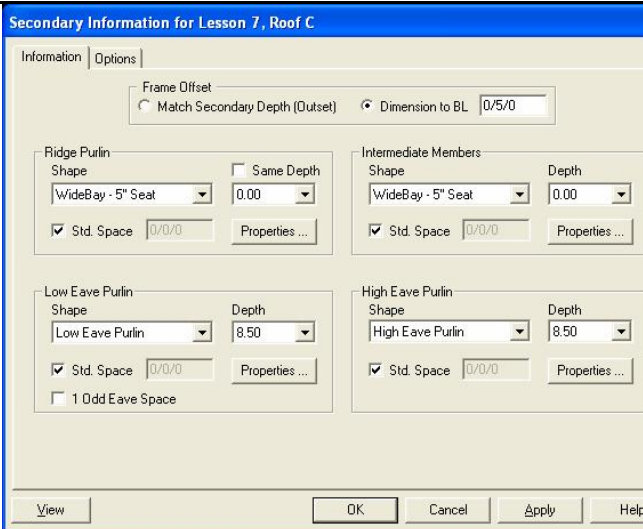 Secondary Information for Lesson 7, Roof C
Information Options
Frame Offset
Match Secondary Depth (Outset) Dimension to BL 0/5/0
Ridge Purlin
Shape Same Depth
WideBay - 5" Seat 0.00
Std. Space 0/0/0 Properties ...
Intermediate Members
Shape Depth
WideBay - 5" Seat 0.00
Std. Space 0/0/0 Properties ...
Low Eave Purlin
Shape Depth
Low Eave Purlin 8.50
Std. Space 0/0/0 Properties ...
1 Odd Eave Space
High Eave Purlin
Shape Depth
High Eave Purlin 8.50
Std. Space 0/0/0 Properties ...
View OK Cancel Apply Help